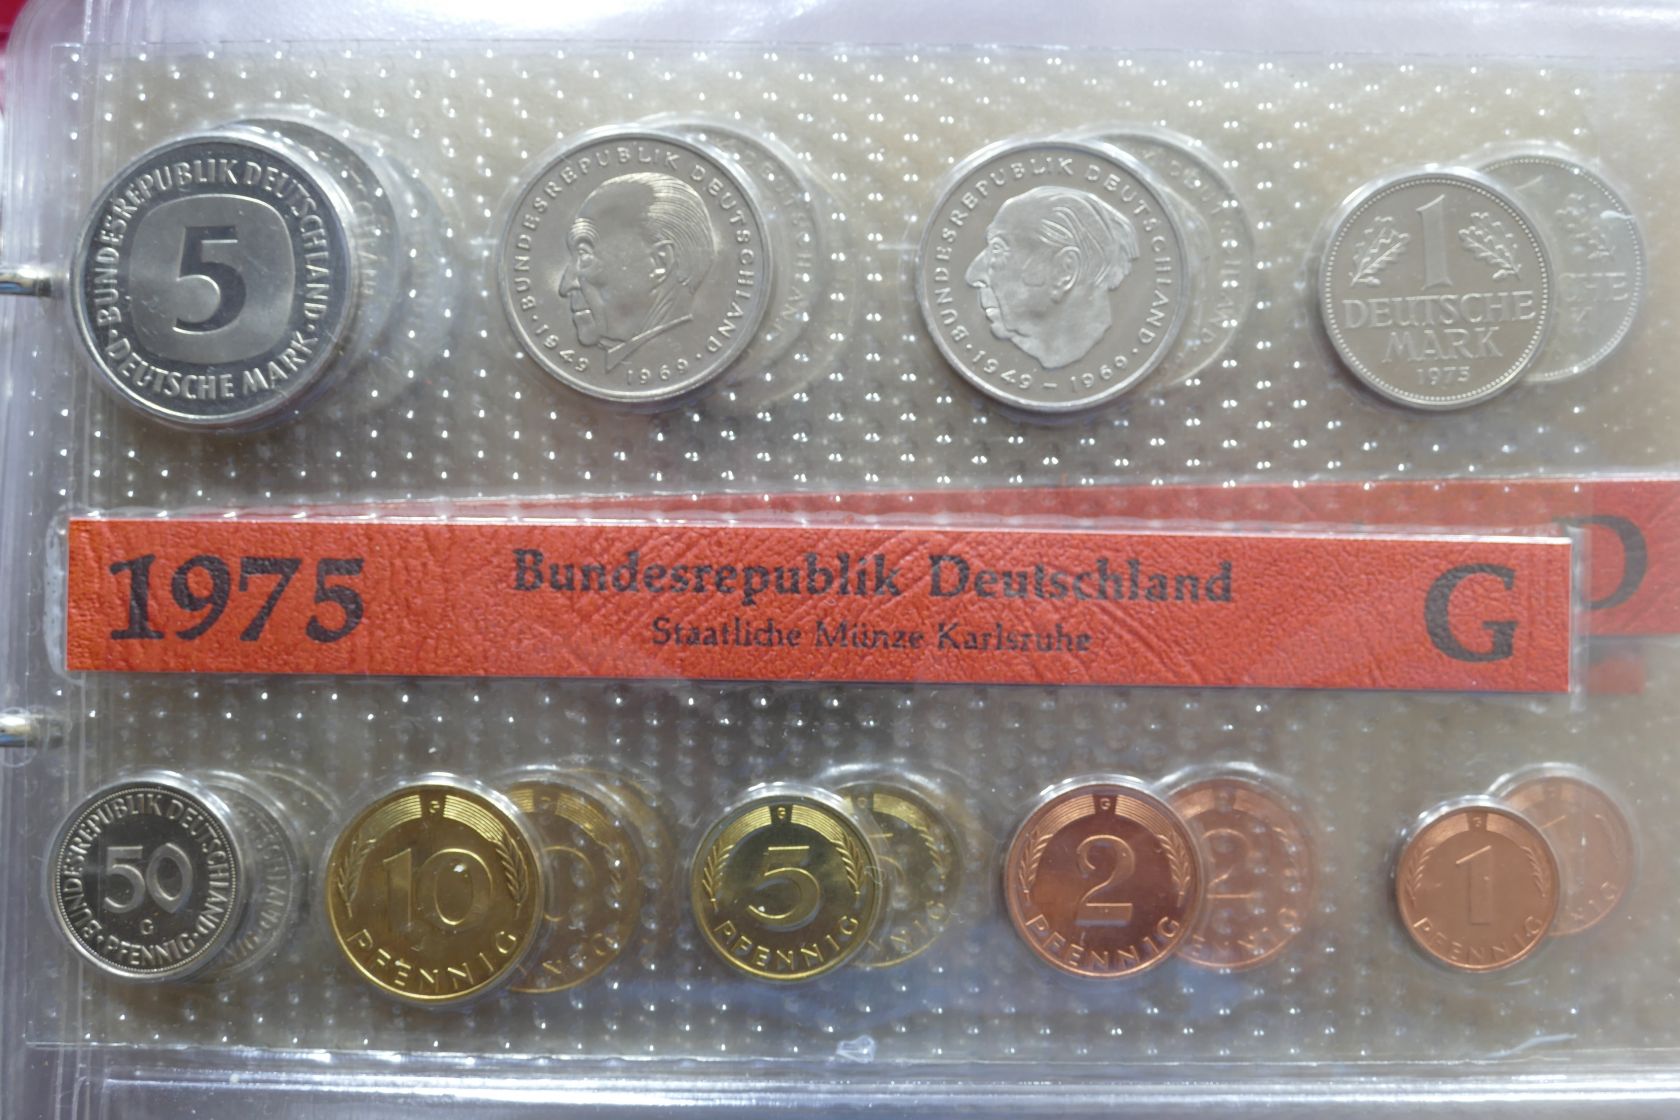 BUNDESREPUBLIK DEUTSCHLAND
5
DEUTSCHE MARK
BUNDESREPUBLIK DEUTSCHLAND
1949 1969
BUNDESREPUBLIK DEUTSCHLAND
1949 – 1969
1
DEUTSCHE
MARK
1975
1975
Bundesrepublik Deutschland
Staatliche Münze Karlsruhe
G
D
BUNDESREPUBLIK DEUTSCHLAND
50
G
PFENNIG
G
10
PFENNIG
G
5
PFENNIG
G
2
PFENNIG
2
G
1
PFENNIG